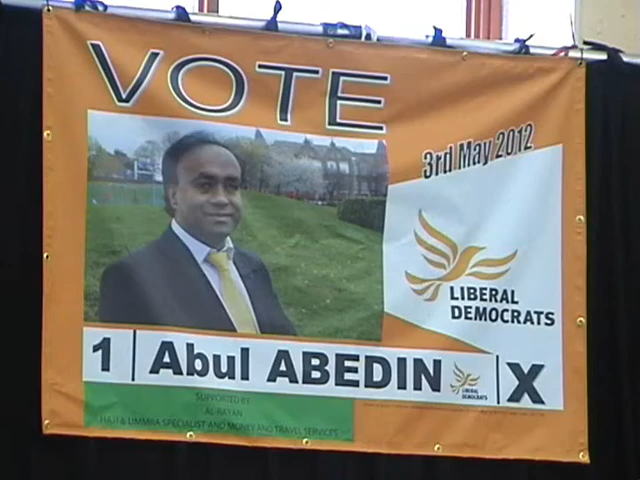 VOTE
3rd May 2012
LIBERAL
DEMOCRATS
1 Abul ABEDIN LIBERAL DEMOCRATS X
SUPPORTED BY
AL-RAYAN
HAJJ & UMMRA SPECIALIST AND MONEY AND TRAVEL SERVICES